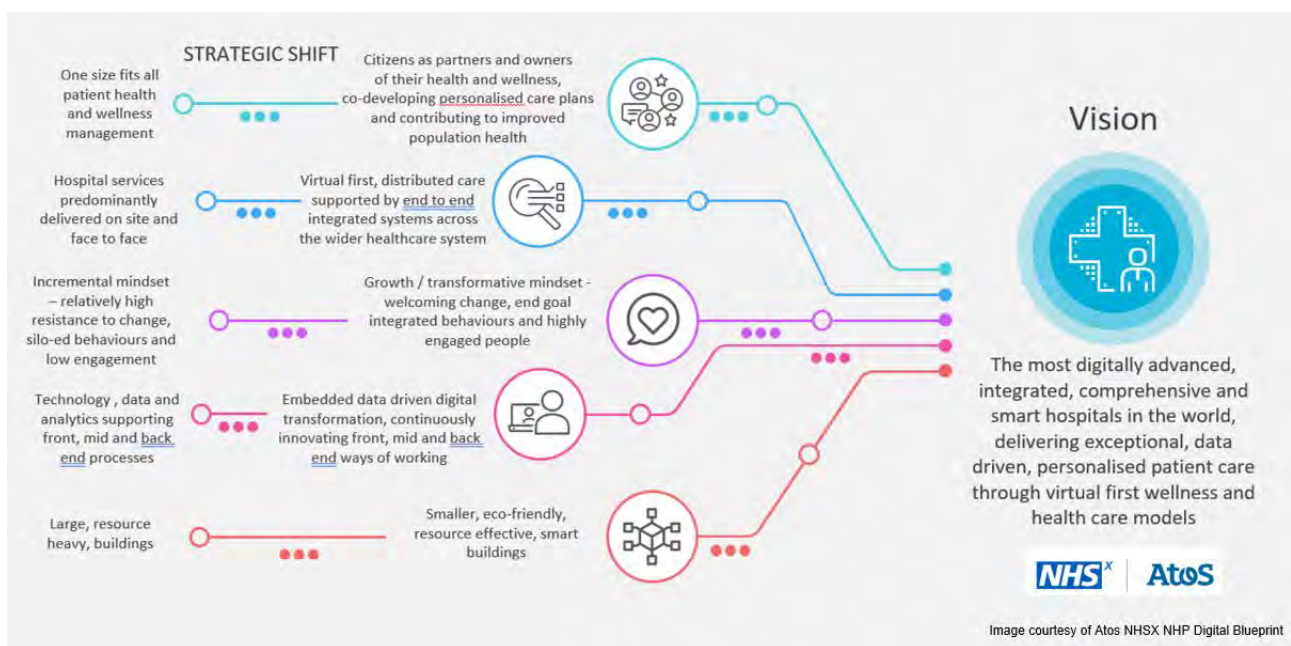 STRATEGIC SHIFT
One size fits all
patient health
and wellness
management
Citizens as partners and owners
of their health and wellness,
co-developing personalised care plans
and contributing to improved
population health
Hospital services
predominantly
delivered on site and
face to face
Virtual first, distributed care
supported by end to end
integrated systems across
the wider healthcare system
Incremental mindset
– relatively high
resistance to change,
silo-ed behaviours and
low engagement
Growth / transformative mindset -
welcoming change, end goal
integrated behaviours and highly
engaged people
Technology , data and
analytics supporting
front, mid and back
end processes
Embedded data driven digital
transformation, continuously
innovating front, mid and back
end ways of working
Large, resource
heavy, buildings
Smaller, eco-friendly,
resource effective, smart
buildings
Vision
The most digitally advanced,
integrated, comprehensive and
smart hospitals in the world,
delivering exceptional, data
driven, personalised patient care
through virtual first wellness and
health care models
NHSX
Atos
Image courtesy of Atos NHSX NHP Digital Blueprint